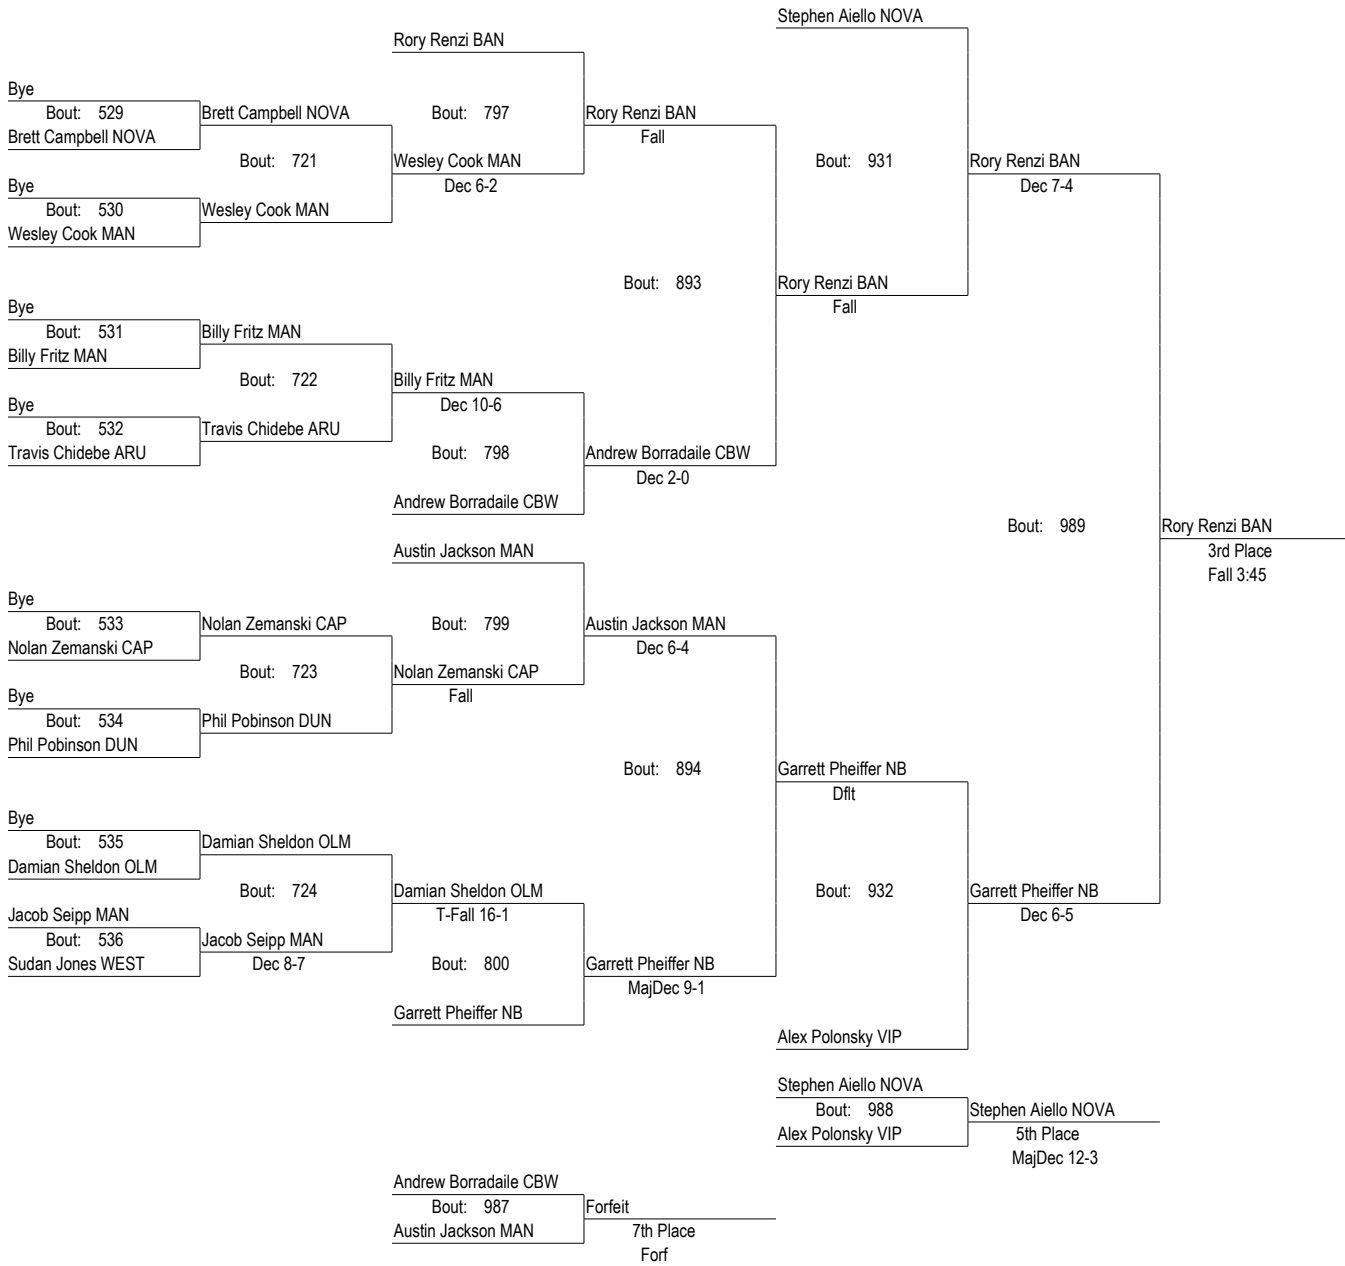 Stephen Aiello NOVA
Rory Renzi BAN
Bye
Bout: 529
Brett Campbell NOVA
Bout: 797
Rory Renzi BAN
Brett Campbell NOVA
Fall
Bout: 721
Wesley Cook MAN
Bout: 931
Rory Renzi BAN
Bye
Dec 6-2
Dec 7-4
Bout: 530
Wesley Cook MAN
Wesley Cook MAN
Bout: 893
Rory Renzi BAN
Bye
Fall
Bout: 531
Billy Fritz MAN
Billy Fritz MAN
Bout: 722
Billy Fritz MAN
Bye
Dec 10-6
Bout: 532
Travis Chidebe ARU
Travis Chidebe ARU
Bout: 798
Andrew Borradaile CBW
Dec 2-0
Andrew Borradaile CBW
Bout: 989
Rory Renzi BAN
Austin Jackson MAN
3rd Place
Fall 3:45
Bye
Bout: 533
Nolan Zemanski CAP
Bout: 799
Austin Jackson MAN
Nolan Zemanski CAP
Dec 6-4
Bout: 723
Nolan Zemanski CAP
Bye
Fall
Bout: 534
Phil Pobinson DUN
Phil Pobinson DUN
Bout: 894
Garrett Pheiffer NB
Dflt
Bye
Bout: 535
Damian Sheldon OLM
Damian Sheldon OLM
Bout: 724
Damian Sheldon OLM
Bout: 932
Garrett Pheiffer NB
Jacob Seipp MAN
T-Fall 16-1
Dec 6-5
Bout: 536
Jacob Seipp MAN
Sudan Jones WEST
Dec 8-7
Bout: 800
Garrett Pheiffer NB
MajDec 9-1
Garrett Pheiffer NB
Alex Polonsky VIP
Stephen Aiello NOVA
Bout: 988
Stephen Aiello NOVA
Alex Polonsky VIP
5th Place
MajDec 12-3
Andrew Borradaile CBW
Bout: 987
Forfeit
Austin Jackson MAN
7th Place
Forf